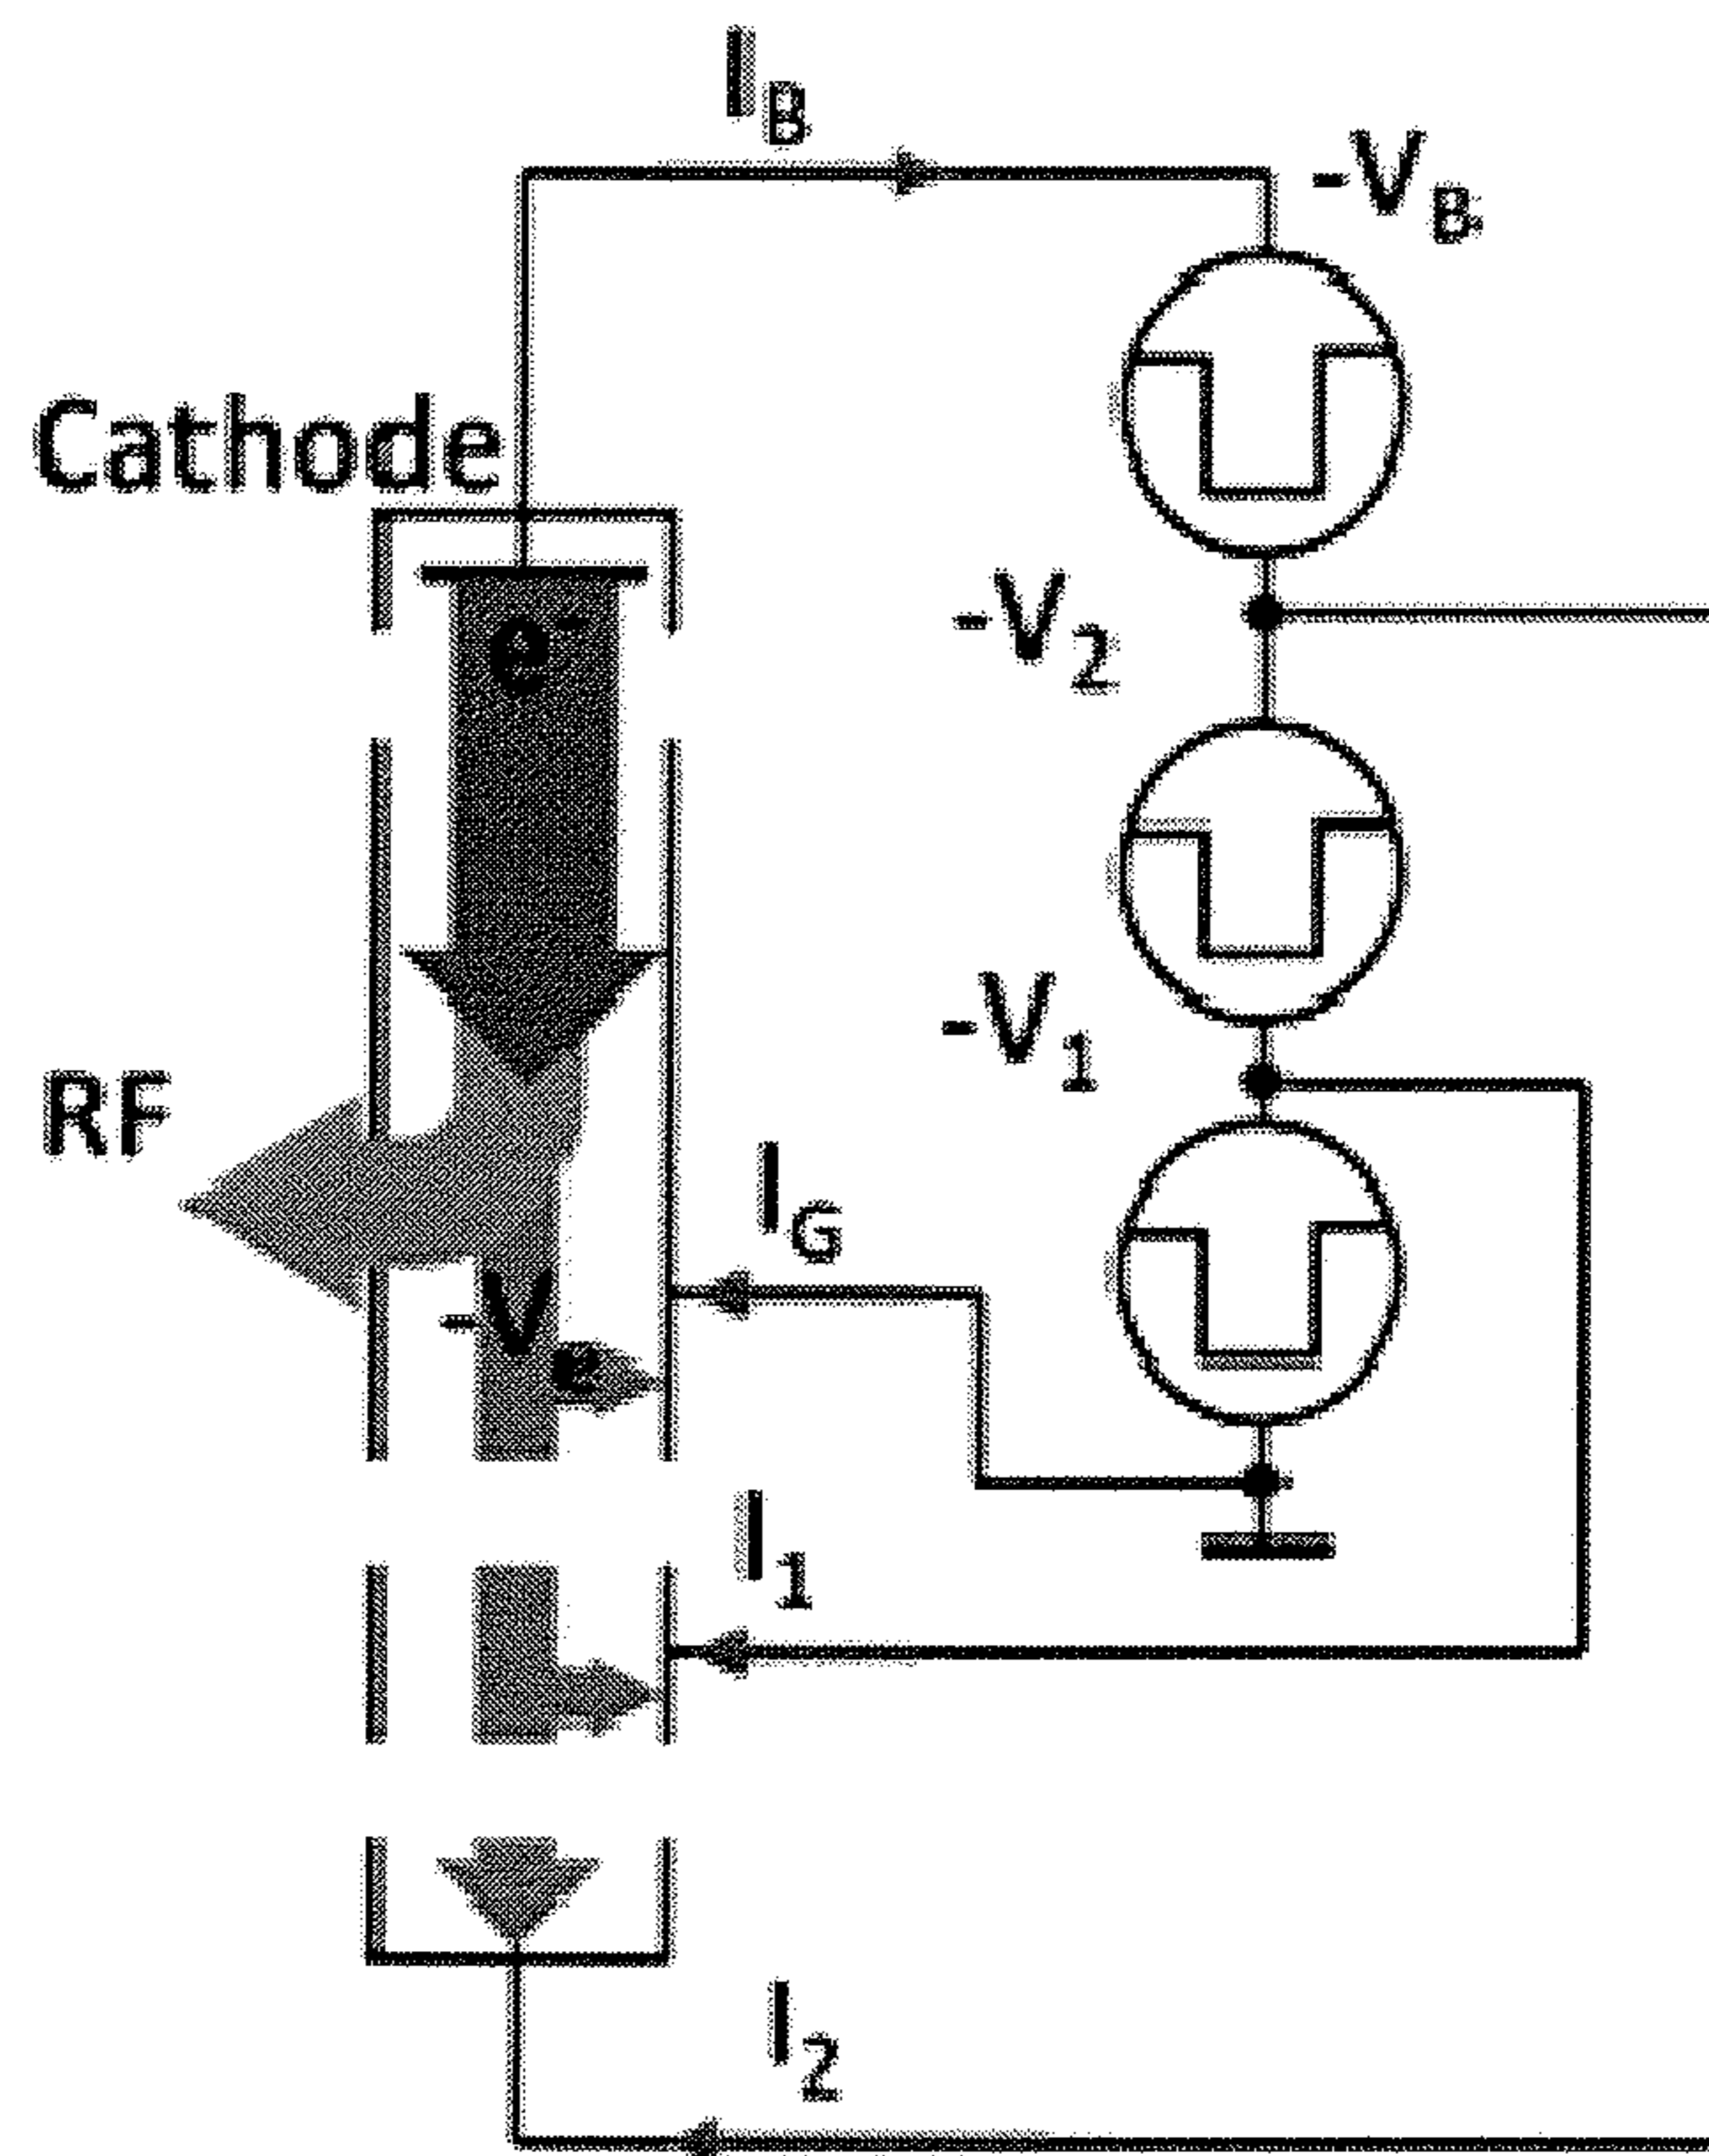 I_B
-V_B
Cathode
e-
-V_2
-V_1
RF
I_G
-V_e
I_1
I_2